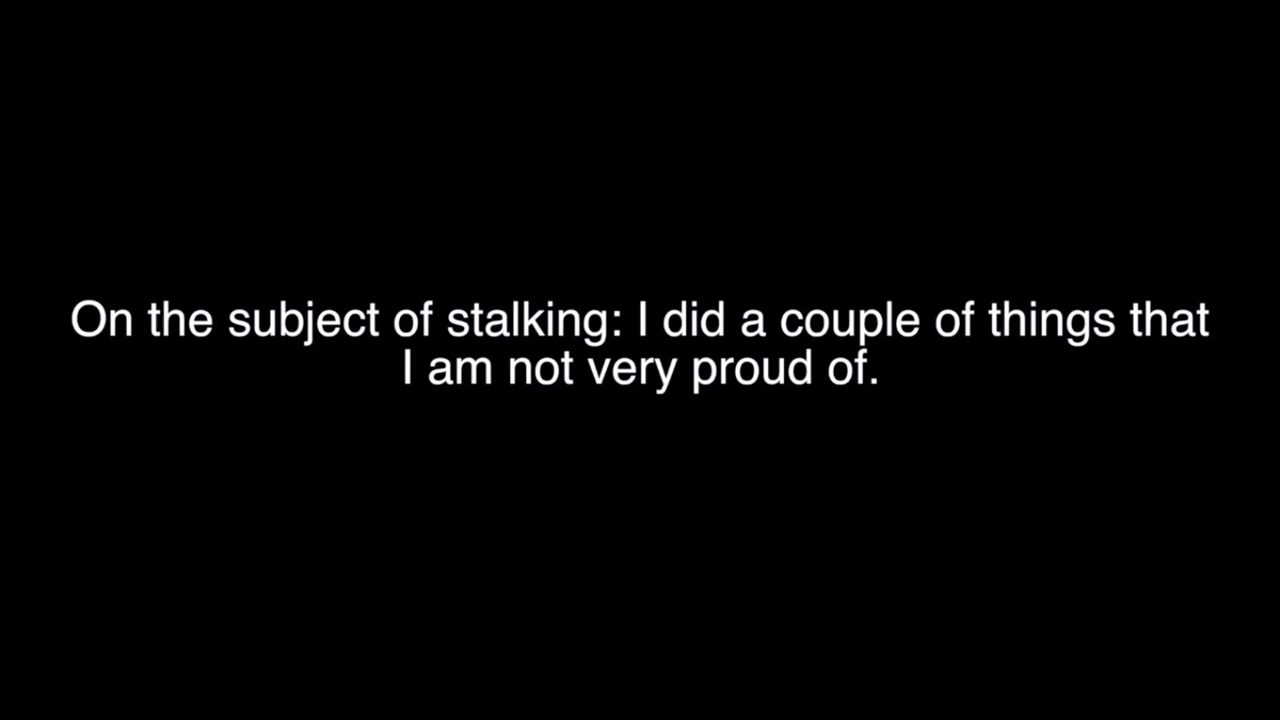 On the subject of stalking: I did a couple of things that
I am not very proud of.